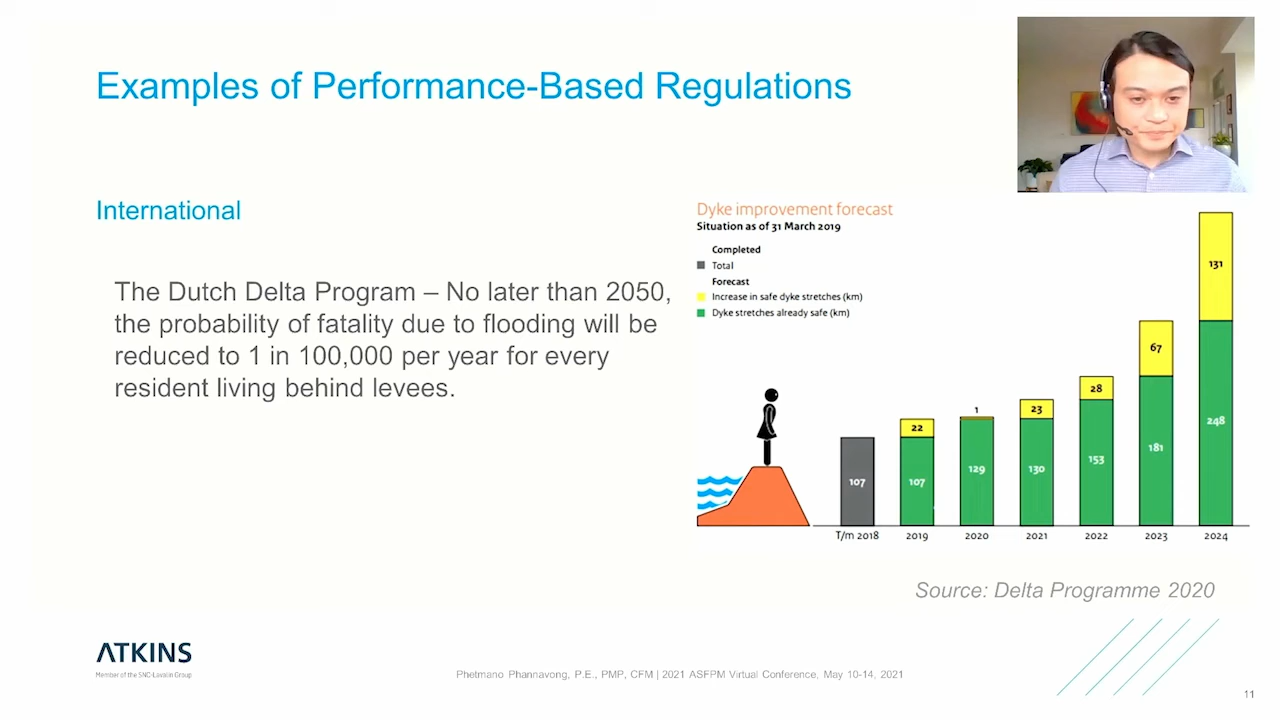 Examples of Performance-Based Regulations
International
The Dutch Delta Program – No later than 2050,
the probability of fatality due to flooding will be
reduced to 1 in 100,000 per year for every
resident living behind levees.
Dyke improvement forecast
Situation as of 31 March 2019
Completed
Total
Forecast
Increase in safe dyke stretches (km)
Dyke stretches already safe (km)
107
22
107
1
129
23
130
28
153
67
181
131
248
T/m 2018 2019 2020 2021 2022 2023 2024
Source: Delta Programme 2020
ATKINS
Member of the SNC-Lavalin Group
Phetmano Phannavong, P.E., PMP, CFM | 2021 ASFPM Virtual Conference, May 10-14, 2021
11